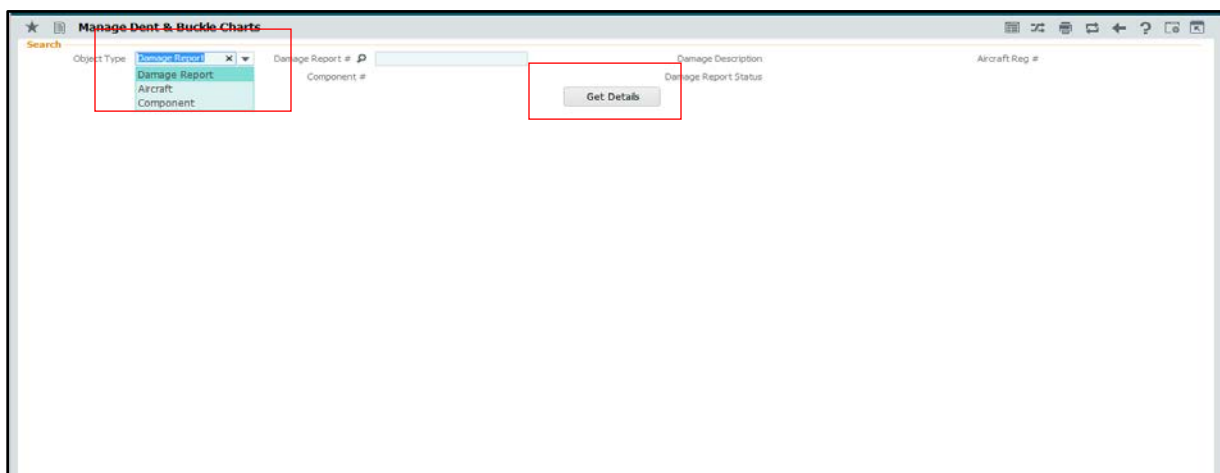 Manage Dent & Buckle Charts
Search
Object Type Damage Report Damage Report # Damage Description Aircraft Reg #
Damage Report Component # Damage Report Status
Aircraft
Component
Get Details